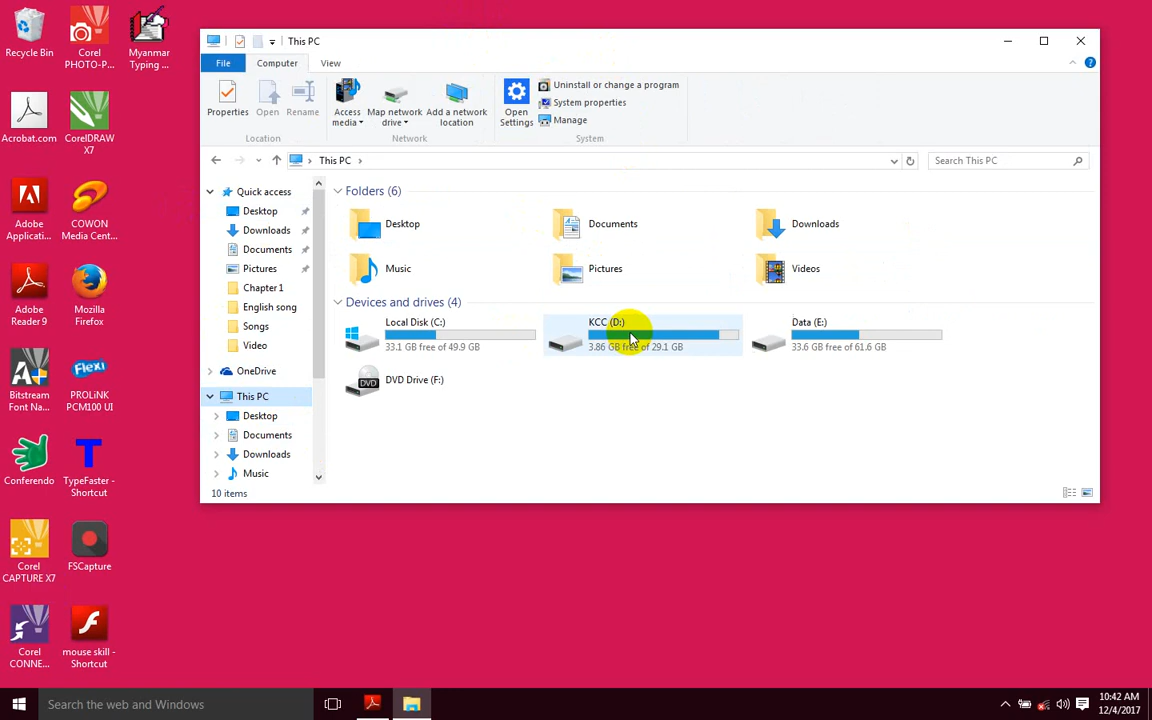 Recycle Bin
Corel
PHOTO-P...
Myanmar
Typing ...
Acrobat.com
CorelDRAW
X7
Adobe
Applicati...
COWON
Media Cent...
Adobe
Reader 9
Mozilla
Firefox
Bitstream
Font Na...
Flexi
PROLiNK
PCM100 UI
Conferendo
TypeFaster -
Shortcut
Corel
CAPTURE X7
FSCapture
Corel
CONNE...
mouse skill -
Shortcut
This PC
File
Computer
View
Properties
Open
Rename
Location
Access
media
Map network
drive
Add a network
location
Network
Open
Settings
Uninstall or change a program
System properties
Manage
System
This PC
Search This PC
Quick access
Desktop
Downloads
Documents
Pictures
Chapter 1
English song
Songs
Video
OneDrive
This PC
Desktop
Documents
Downloads
Music
Folders (6)
Desktop
Documents
Downloads
Music
Pictures
Videos
Devices and drives (4)
Local Disk (C:)
33.1 GB free of 49.9 GB
KCC (D:)
3.86 GB free of 29.1 GB
Data (E:)
33.6 GB free of 61.6 GB
DVD
DVD Drive (F:)
10 items
Search the web and Windows
10:42 AM
12/4/2017